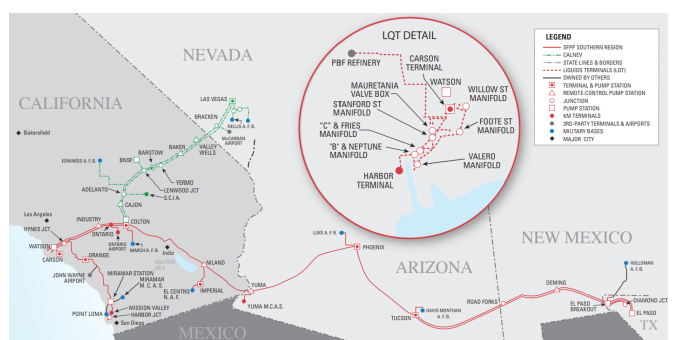 NEVADA
CALIFORNIA
ARIZONA
NEW MEXICO
MEXICO
TX
SALTON
SEA
LQT DETAIL
PBF REFINERY
CARSON
TERMINAL
WATSON
MAURETANIA
VALVE BOX
WILLOW ST
MANIFOLD
STANFORD ST
MANIFOLD
"C" & FRIES
MANIFOLD
FOOTE ST
MANIFOLD
"B" & NEPTUNE
MANIFOLD
VALERO
MANIFOLD
HARBOR
TERMINAL
LEGEND
SFPP SOUTHERN REGION
CALNEV
STATE LINES & BORDERS
LIQUIDS TERMINALS (LQT)
OWNED BY OTHERS
TERMINAL & PUMP STATION
REMOTE-CONTROL PUMP STATION
JUNCTION
PUMP STATION
KM TERMINALS
3RD-PARTY TERMINALS & AIRPORTS
MILITARY BASES
MAJOR CITY
LAS VEGAS
BRACKEN
NELLIS A. F. B.
McCARRAN
AIRPORT
Bakersfield
BAKER
VALLEY
WELLS
BARSTOW
BNSF
EDWARDS A. F. B.
YERMO
LENWOOD JCT
ADELANTO
S.C.I.A.
CAJON
COLTON
Los Angeles
INDUSTRY
HYNES JCT
ONTARIO
ONTARIO
AIRPORT
MARCH A. F. B.
Indio
WATSON
CARSON
ORANGE
JOHN WAYNE
AIRPORT
MIRAMAR STATION
MIRAMAR
M. C. A. S.
NILAND
EL CENTRO
N. A. F.
IMPERIAL
MISSION VALLEY
POINT LOMA
HARBOR JCT
San Diego
YUMA
YUMA M.C.A.S.
LUKE A. F. B.
PHOENIX
TUCSON
DAVIS MONTHAN
A. F. B.
ROAD FORKS
DEMING
HOLLOMAN
A. F. B.
EL PASO
BREAKOUT
DIAMOND JCT
EL PASO